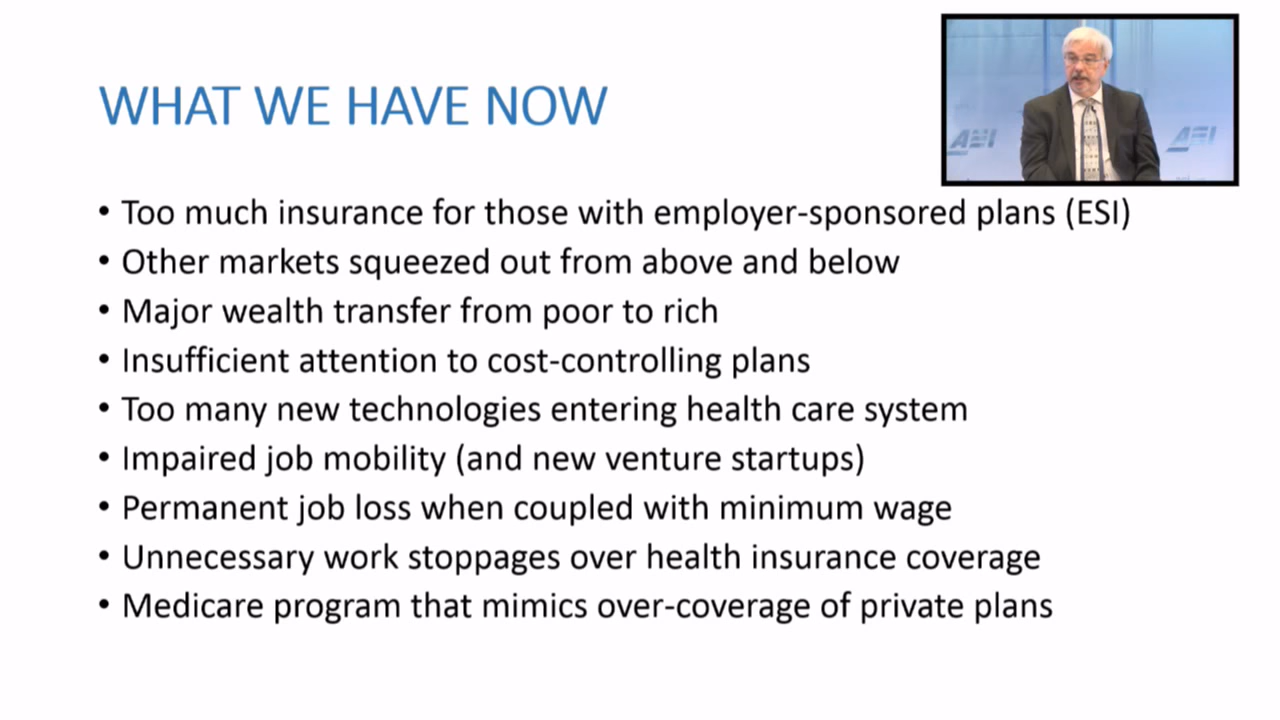 WHAT WE HAVE NOW
AEI
AEI
• Too much insurance for those with employer-sponsored plans (ESI)
• Other markets squeezed out from above and below
• Major wealth transfer from poor to rich
• Insufficient attention to cost-controlling plans
• Too many new technologies entering health care system
• Impaired job mobility (and new venture startups)
• Permanent job loss when coupled with minimum wage
• Unnecessary work stoppages over health insurance coverage
• Medicare program that mimics over-coverage of private plans